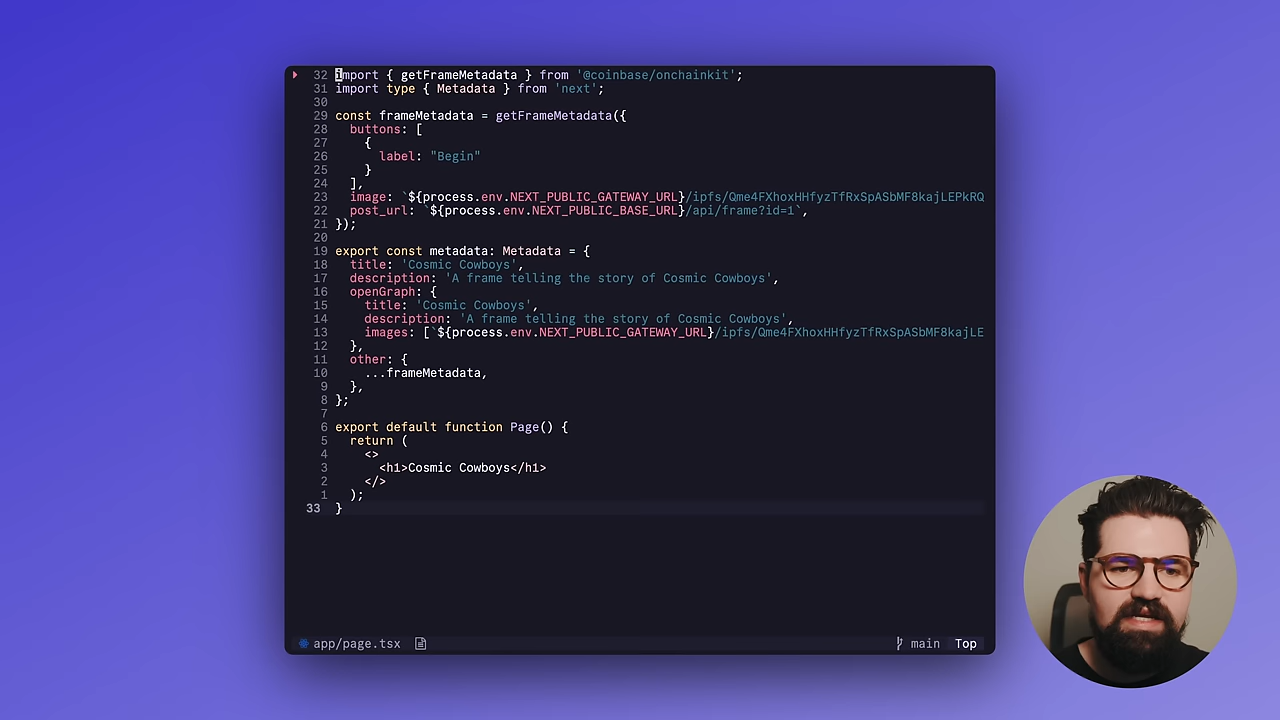 32 import { getFrameMetadata } from '@coinbase/onchainkit';
31 import type { Metadata } from 'next';
30
29 const frameMetadata = getFrameMetadata({
28   buttons: [
27     {
26       label: "Begin"
25     }
24   ],
23   image: `${process.env.NEXT_PUBLIC_GATEWAY_URL}/ipfs/Qme4FXhoxHHfyzTfRxSpASbMF8kajLEPkRQ
22   post_url: `${process.env.NEXT_PUBLIC_BASE_URL}/api/frame?id=1`,
21 });
20
19 export const metadata: Metadata = {
18   title: 'Cosmic Cowboys',
17   description: 'A frame telling the story of Cosmic Cowboys',
16   openGraph: {
15     title: 'Cosmic Cowboys',
14     description: 'A frame telling the story of Cosmic Cowboys',
13     images: [`${process.env.NEXT_PUBLIC_GATEWAY_URL}/ipfs/Qme4FXhoxHHfyzTfRxSpASbMF8kajLE
12   },
11   other: {
10     ...frameMetadata,
9   },
8 };
7
6 export default function Page() {
5   return (
4     <>
3       <h1>Cosmic Cowboys</h1>
2     </>
1   );
33 }
app/page.tsx main Top